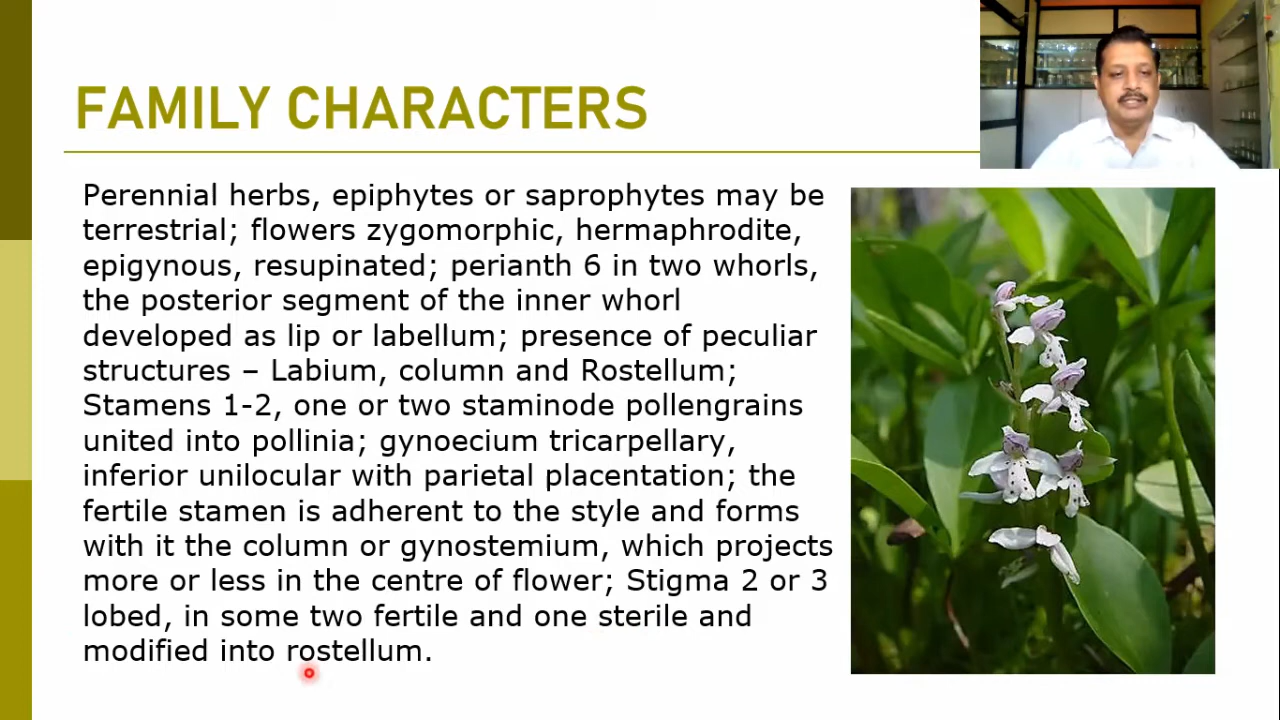 FAMILY CHARACTERS
Perennial herbs, epiphytes or saprophytes may be
terrestrial; flowers zygomorphic, hermaphrodite,
epigynous, resupinated; perianth 6 in two whorls,
the posterior segment of the inner whorl
developed as lip or labellum; presence of peculiar
structures – Labium, column and Rostellum;
Stamens 1-2, one or two staminode pollengrains
united into pollinia; gynoecium tricarpellary,
inferior unilocular with parietal placentation; the
fertile stamen is adherent to the style and forms
with it the column or gynostemium, which projects
more or less in the centre of flower; Stigma 2 or 3
lobed, in some two fertile and one sterile and
modified into rostellum.